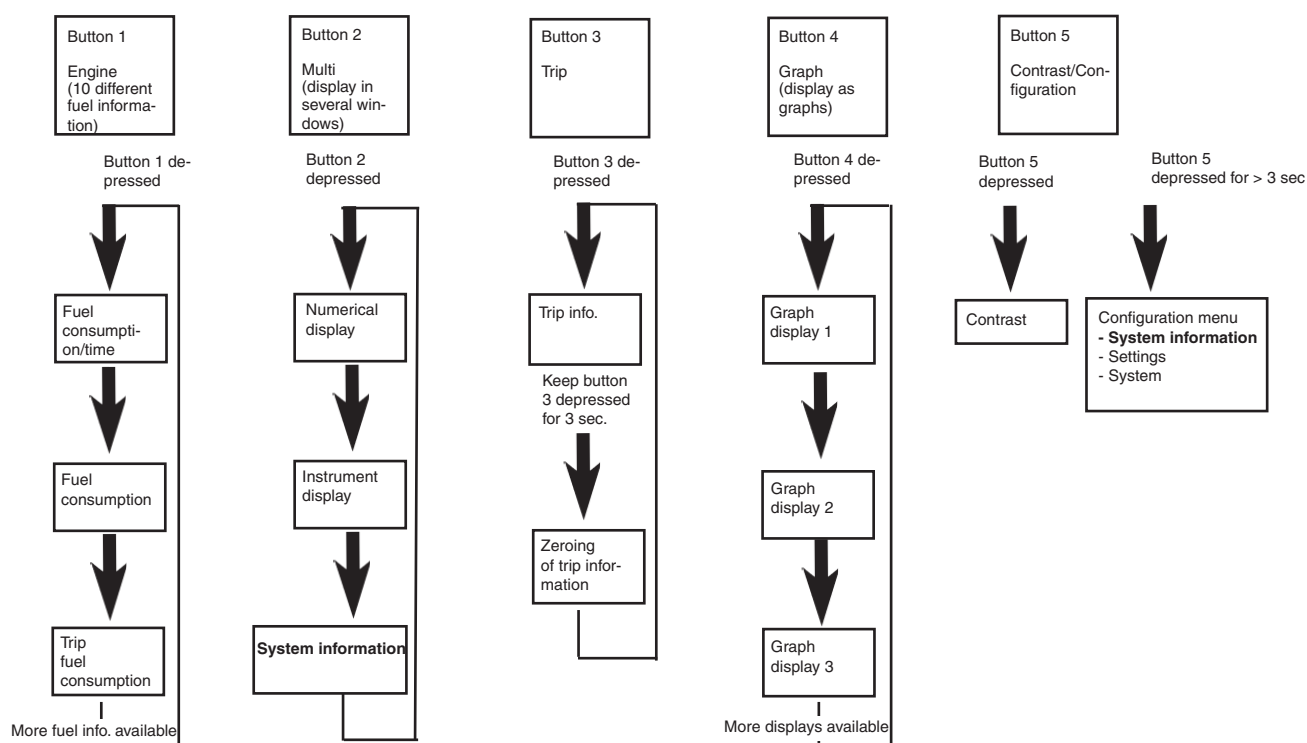 Button 1
Engine
(10 different
fuel informa-
tion)
Button 2
Multi
(display in
several win-
dows)
Button 3
Trip
Button 4
Graph
(display as
graphs)
Button 5
Contrast/Con-
figuration
Button 1 de-
pressed
Button 2
depressed
Button 3 de-
pressed
Button 4 de-
pressed
Button 5
depressed
Button 5
depressed for > 3 sec
Fuel
consumpti-
on/time
Numerical
display
Trip info.
Graph
display 1
Contrast
Configuration menu
- System information
- Settings
- System
Keep button
3 depressed
for 3 sec.
Fuel
consumption
Instrument
display
Graph
display 2
Zeroing
of trip infor-
mation
Trip
fuel
consumption
System information
Graph
display 3
More fuel info. available
More displays available